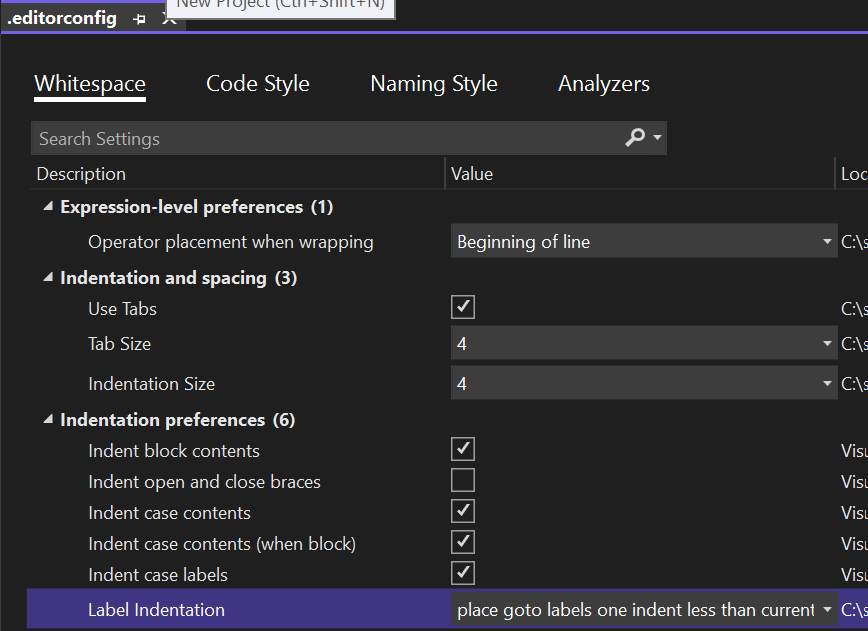 New Project (Ctrl+Shift+N)
.editorconfig
Whitespace Code Style Naming Style Analyzers
Search Settings
Description Value Loc
Expression-level preferences (1)
Operator placement when wrapping Beginning of line C:\s
Indentation and spacing (3)
Use Tabs C:\s
Tab Size 4 C:\s
Indentation Size 4 C:\s
Indentation preferences (6)
Indent block contents Visu
Indent open and close braces Visu
Indent case contents Visu
Indent case contents (when block) Visu
Indent case labels Visu
Label Indentation place goto labels one indent less than current C:\s